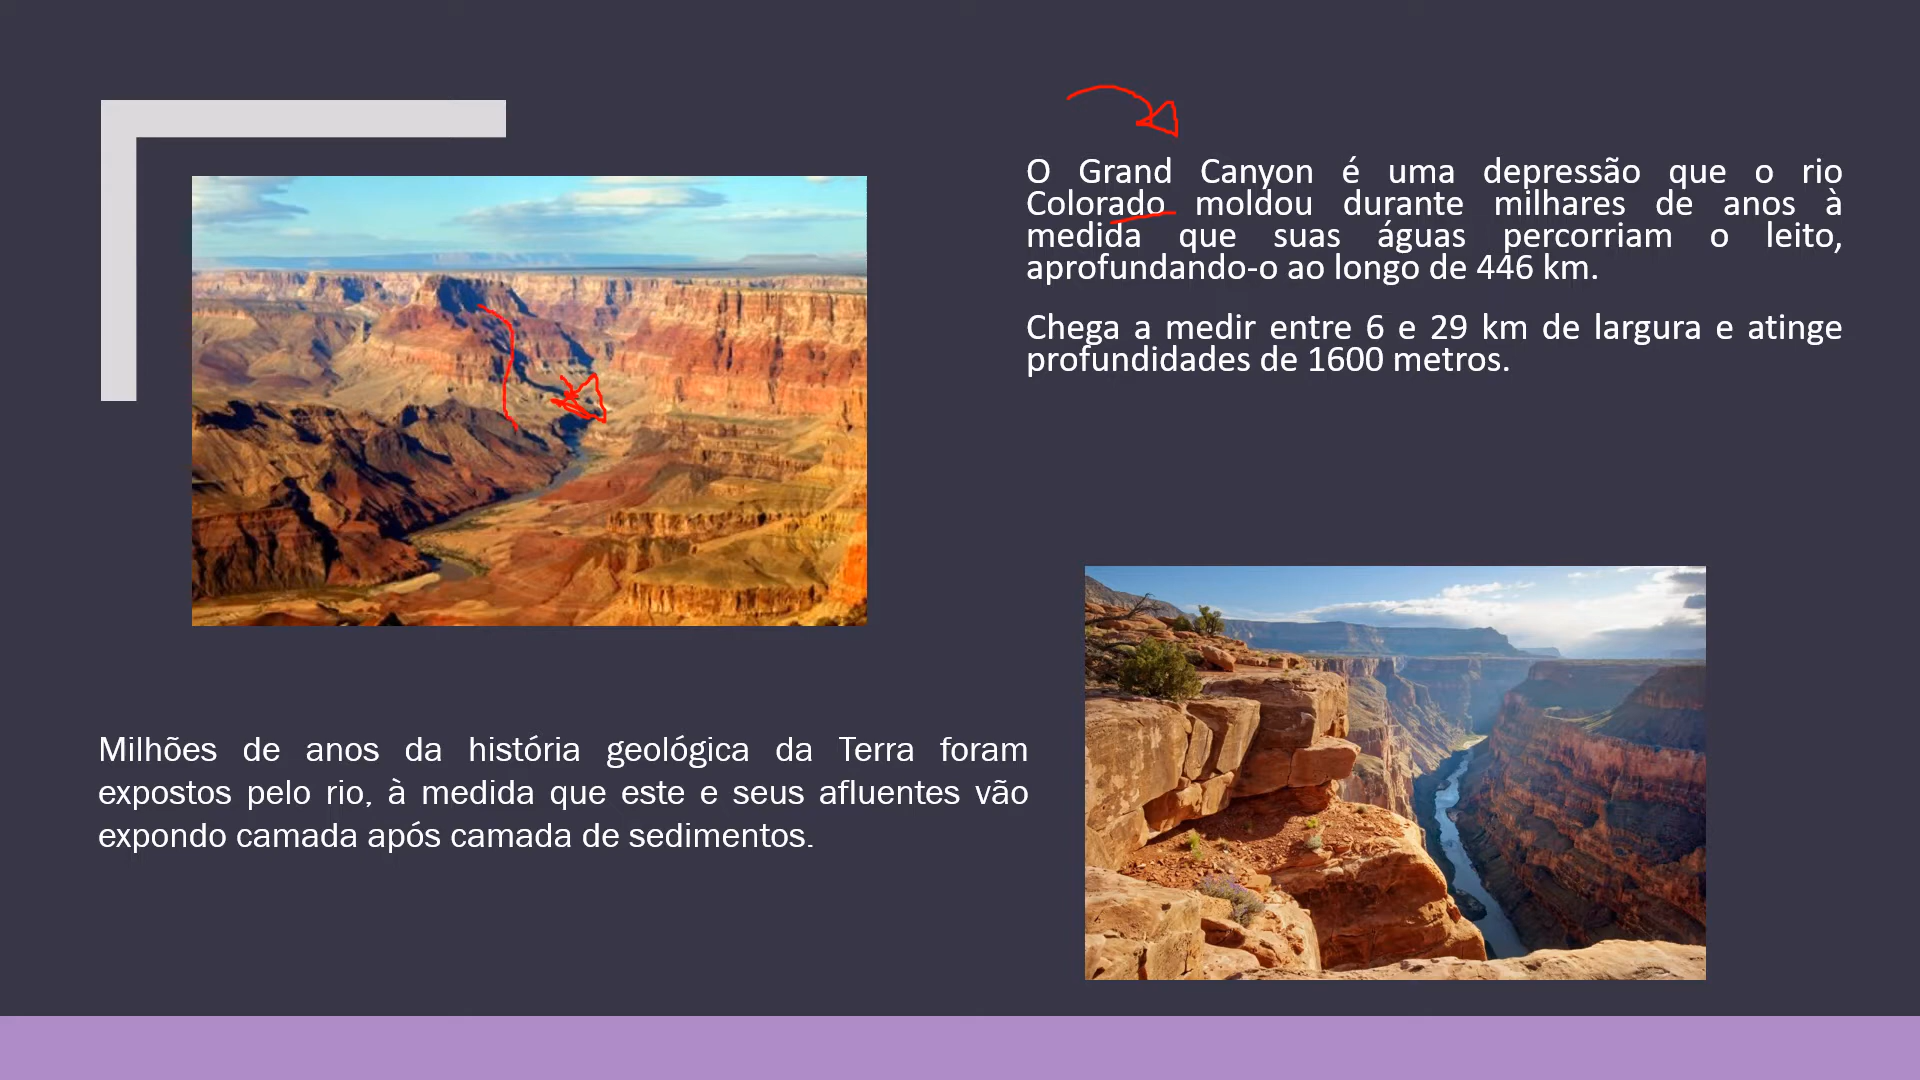 O Grand Canyon é uma depressão que o rio
Colorado moldou durante milhares de anos à
medida que suas águas percorriam o leito,
aprofundando-o ao longo de 446 km.
Chega a medir entre 6 e 29 km de largura e atinge
profundidades de 1600 metros.
Milhões de anos da história geológica da Terra foram
expostos pelo rio, à medida que este e seus afluentes vão
expondo camada após camada de sedimentos.